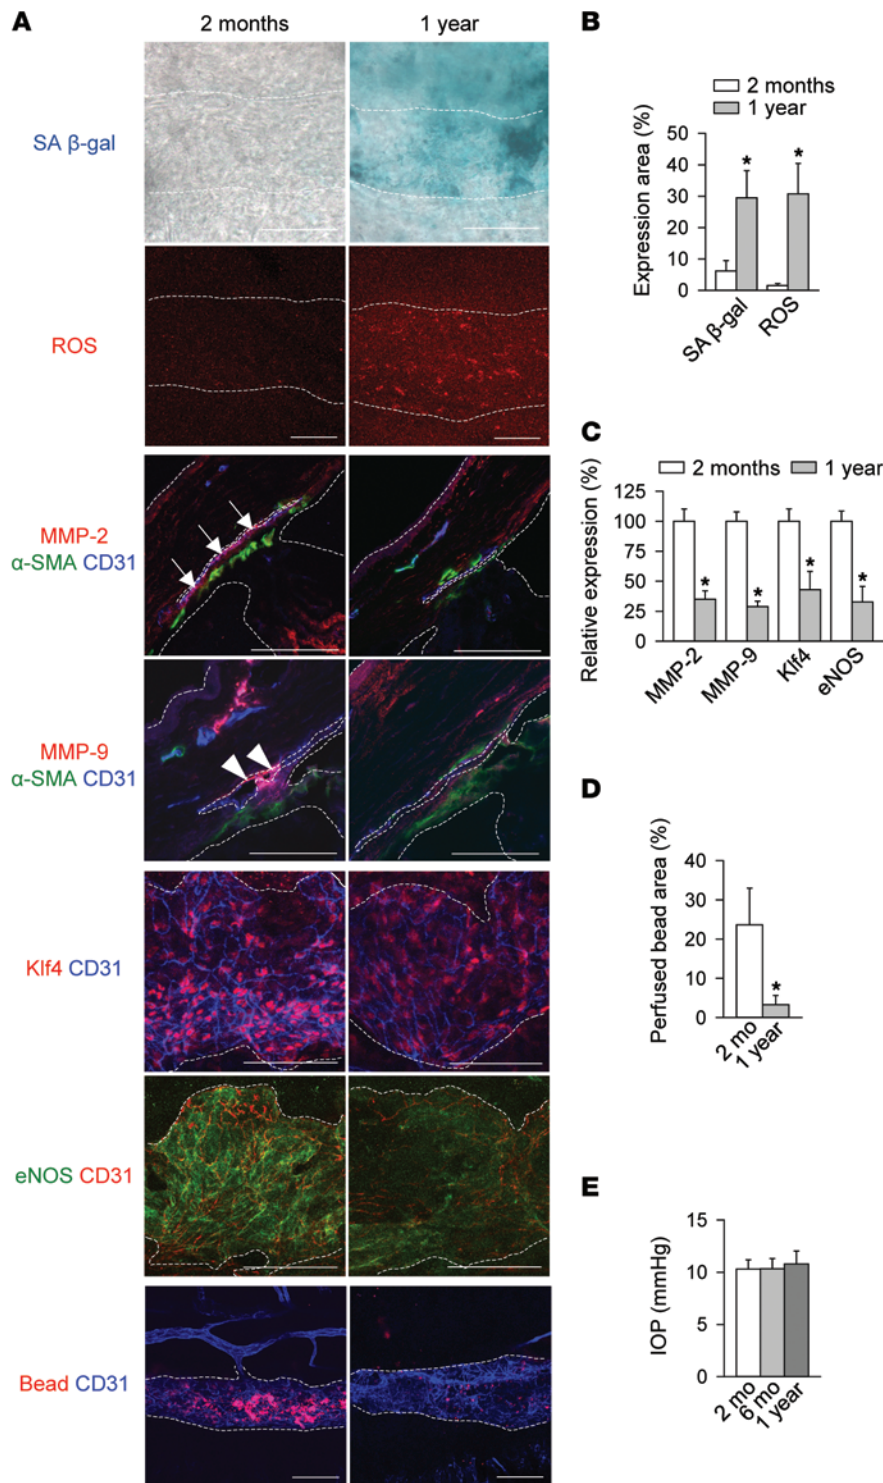 A
2 months
1 year
SA β-gal
ROS
MMP-2
α-SMA CD31
MMP-9
α-SMA CD31
Klf4 CD31
eNOS CD31
Bead CD31
B
2 months
1 year
Expression area (%)
50
40
30
20
10
0
*
*
SA β-gal
ROS
C
2 months
1 year
Relative expression (%)
125
100
75
50
25
0
*
*
*
*
MMP-2
MMP-9
Klf4
eNOS
D
Perfused bead area (%)
40
30
20
10
0
*
2 mo
1 year
E
IOP (mmHg)
15
10
5
0
2 mo
6 mo
1 year